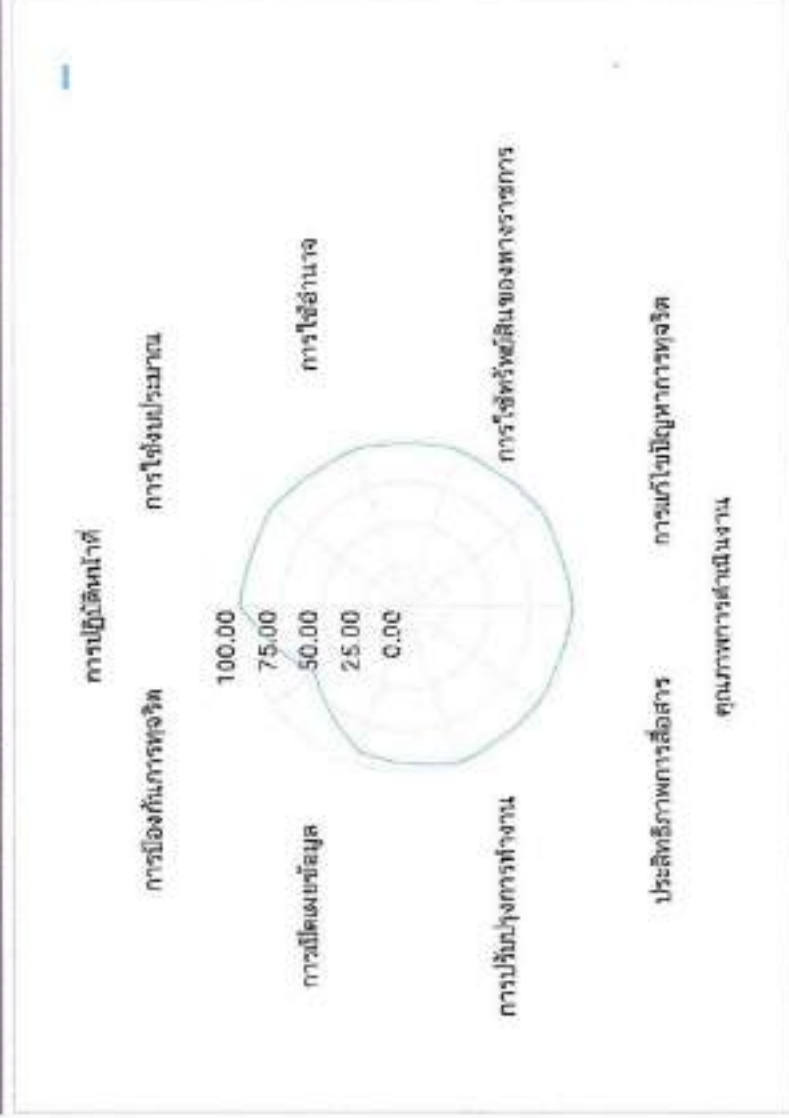 การปฏิบัติหน้าที่
การป้องกันการทุจริต
การใช้งบประมาณ
100.00
75.00
50.00
25.00
0.00
การเปิดเผยข้อมูล
การใช้อำนาจ
การปรับปรุงการทำงาน
การใช้ทรัพย์สินของทางราชการ
ประสิทธิภาพการสื่อสาร
การแก้ไขปัญหาการทุจริต
คุณภาพการดำเนินงาน